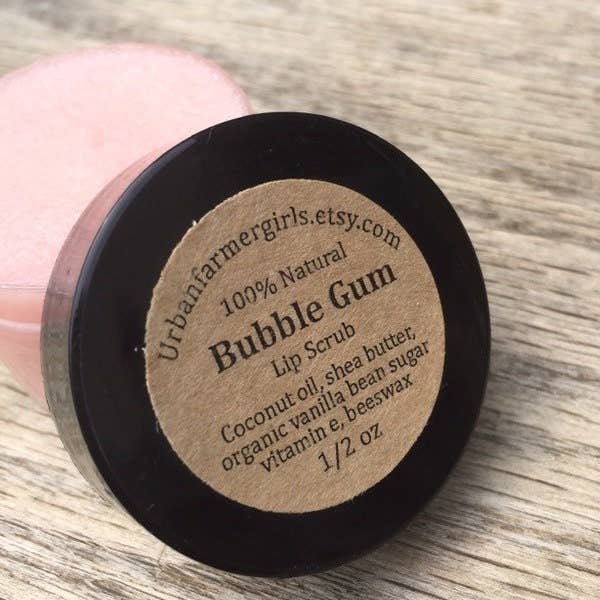 Urbanfarmergirls.etsy.com
100% Natural
Bubble Gum
Lip Scrub
Coconut oil, shea butter,
organic vanilla bean sugar
vitamin e, beeswax
1/2 oz